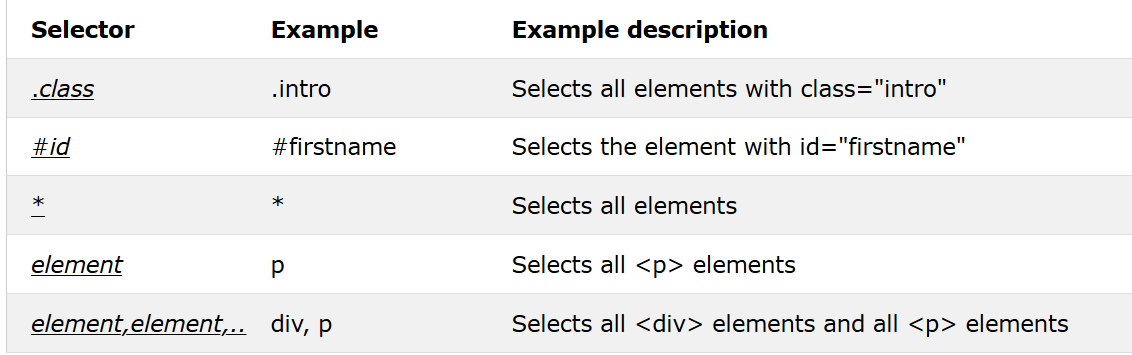 Selector Example Example description
.class .intro Selects all elements with class="intro"
#id #firstname Selects the element with id="firstname"
* * Selects all elements
element p Selects all <p> elements
element,element,.. div, p Selects all <div> elements and all <p> elements